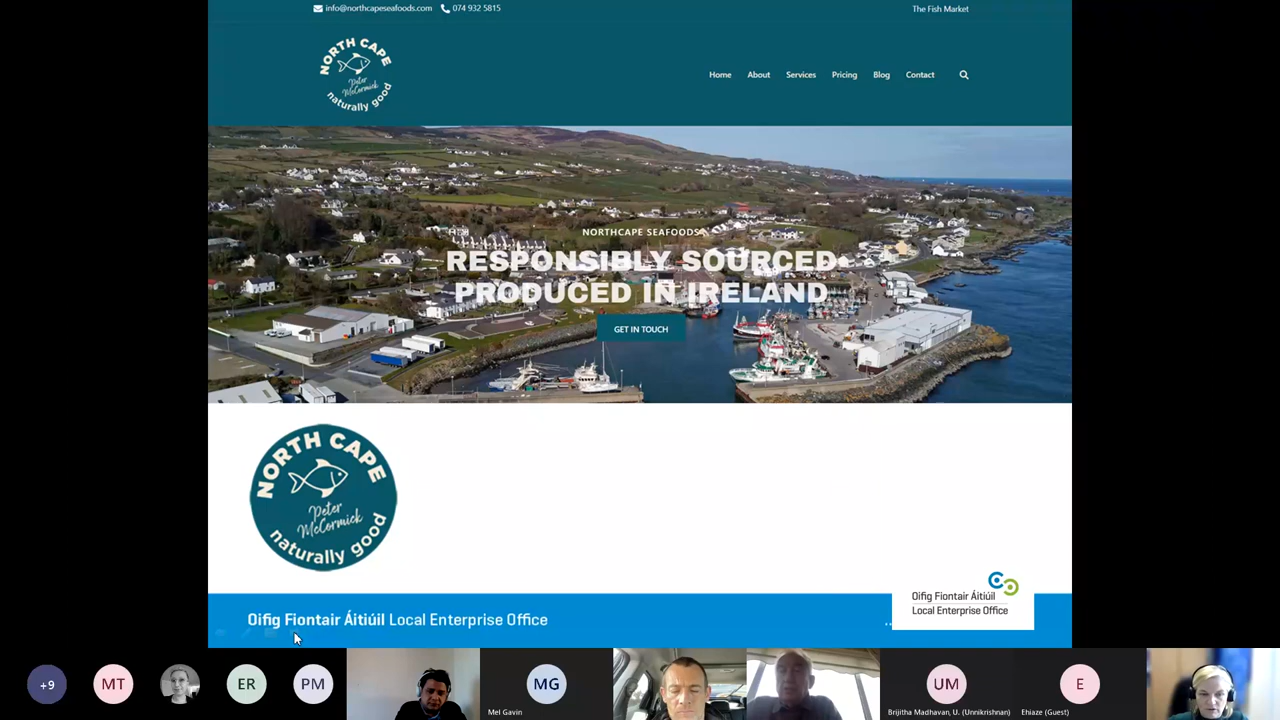 info@northcapeseafoods.com 074 932 5815 The Fish Market
NORTH CAPE
Peter
McCormick
naturally good
Home About Services Pricing Blog Contact
NORTHCAPE SEAFOODS
RESPONSIBLY SOURCED
PRODUCED IN IRELAND
GET IN TOUCH
NORTH CAPE
Peter
McCormick
naturally good
Oifig Fiontair Áitiúil Local Enterprise Office
..
Oifig Fiontair Áitiúil
Local Enterprise Office
+9 MT ER PM MG UM E
Mel Gavin Brijitha Madhavan, U. (Unnikrishnan) Ehiaze (Guest)